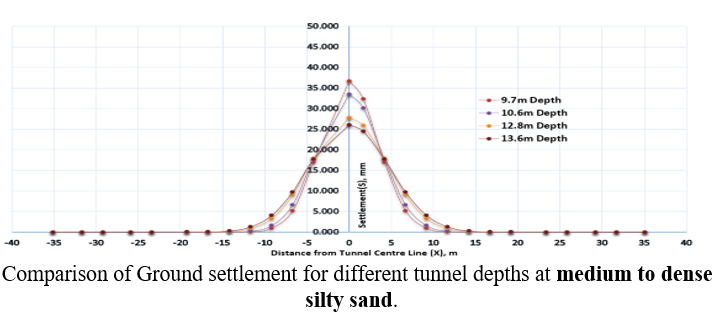 50.000
45.000
40.000
35.000
30.000
25.000
20.000
15.000
10.000
5.000
0.000
-40 -35 -30 -25 -20 -15 -10 -5 0 5 10 15 20 25 30 35 40
Settlement(S), mm
Distance from Tunnel Centre Line (X), m
9.7m Depth
10.6m Depth
12.8m Depth
13.6m Depth
Comparison of Ground settlement for different tunnel depths at medium to dense
silty sand.